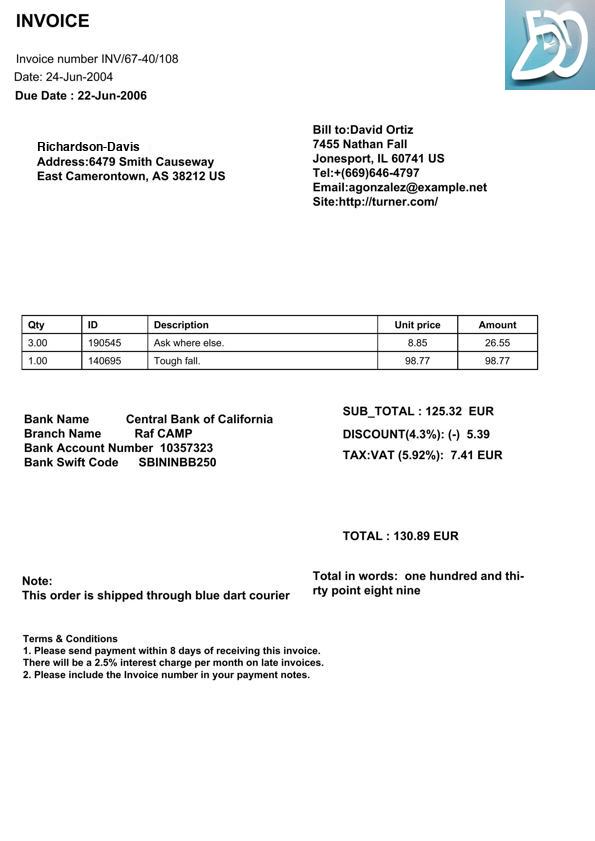 INVOICE
Invoice number INV/67-40/108
Date: 24-Jun-2004
Due Date : 22-Jun-2006
Richardson-Davis
Address:6479 Smith Causeway
East Camerontown, AS 38212 US
Bill to:David Ortiz
7455 Nathan Fall
Jonesport, IL 60741 US
Tel:+(669)646-4797
Email:agonzalez@example.net
Site:http://turner.com/
Qty ID Description Unit price Amount
3.00 190545 Ask where else. 8.85 26.55
1.00 140695 Tough fall. 98.77 98.77
Bank Name Central Bank of California
Branch Name Raf CAMP
Bank Account Number 10357323
Bank Swift Code SBININBB250
SUB_TOTAL : 125.32 EUR
DISCOUNT(4.3%): (-) 5.39
TAX:VAT (5.92%): 7.41 EUR
TOTAL : 130.89 EUR
Total in words: one hundred and thi-
rty point eight nine
Note:
This order is shipped through blue dart courier
Terms & Conditions
1. Please send payment within 8 days of receiving this invoice.
There will be a 2.5% interest charge per month on late invoices.
2. Please include the Invoice number in your payment notes.